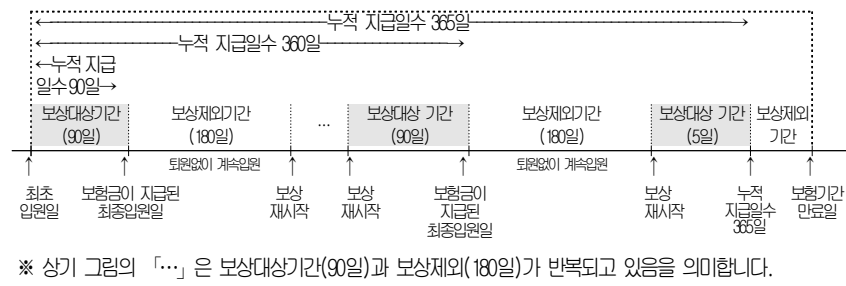 누적 지급일수 365일
누적 지급일수 360일
←누적 지급
일수90일→
보상대상기간 보상제외기간 보상대상 기간 보상제외기간 보상대상 기간 보상제외
(90일) (180일) … (90일) (180일) (5일) 기간
퇴원없이 계속입원 퇴원없이 계속입원
최초 보험금이 지급된 보상 보상 보험금이 보상 누적 보험기간
입원일 최종입원일 재시작 재시작 지급된 재시작 지급일수 만료일
최종입원일 365일
※ 상기 그림의 「…」은 보상대상기간(90일)과 보상제외(180일)가 반복되고 있음을 의미합니다.